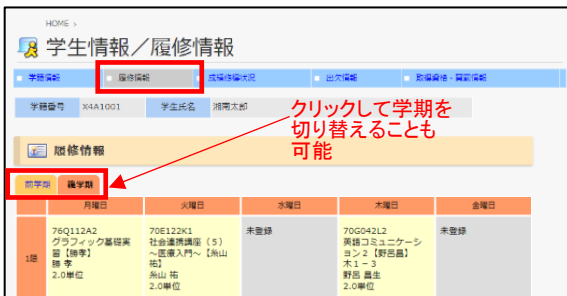 HOME >
学生情報／履修情報
学籍情報
履修情報
成績修得状況
出欠情報
取得資格・異動情報
学籍番号 X4A1001 学生氏名 湘南太郎
クリックして学期を
切り替えることも
可能
履修情報
前学期 後学期
月曜日 火曜日 水曜日 木曜日 金曜日
1限
76Q112A2
グラフィック基礎実
習【勝孝】
勝 孝
2.0単位
70E122K1
社会連携講座（５）
～医療入門～【糸山
祐】
糸山 祐
2.0単位
未登録
70G042L2
英語コミュニケーシ
ョン２【野呂昌】
木１－３
野呂 昌生
2.0単位
未登録